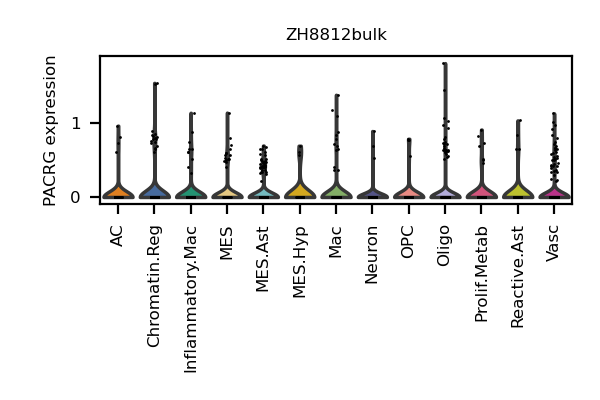 ZH8812bulk
PACRG expression
1
0
AC
Chromatin.Reg
Inflammatory.Mac
MES
MES.Ast
MES.Hyp
Mac
Neuron
OPC
Oligo
Prolif.Metab
Reactive.Ast
Vasc